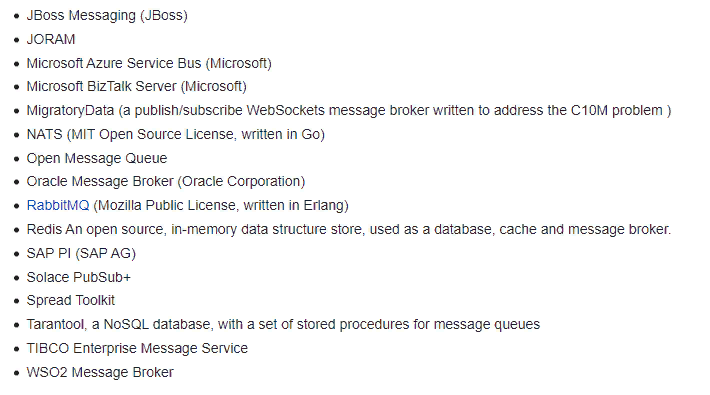 JBoss Messaging (JBoss)
JORAM
Microsoft Azure Service Bus (Microsoft)
Microsoft BizTalk Server (Microsoft)
MigratoryData (a publish/subscribe WebSockets message broker written to address the C10M problem )
NATS (MIT Open Source License, written in Go)
Open Message Queue
Oracle Message Broker (Oracle Corporation)
RabbitMQ (Mozilla Public License, written in Erlang)
Redis An open source, in-memory data structure store, used as a database, cache and message broker.
SAP PI (SAP AG)
Solace PubSub+
Spread Toolkit
Tarantool, a NoSQL database, with a set of stored procedures for message queues
TIBCO Enterprise Message Service
WSO2 Message Broker